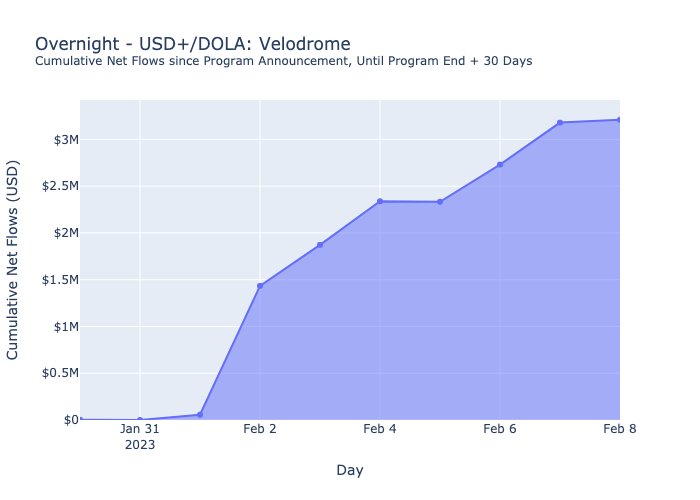 Overnight - USD+/DOLA: Velodrome
Cumulative Net Flows since Program Announcement, Until Program End + 30 Days
Cumulative Net Flows (USD)
$3M
$2.5M
$2M
$1.5M
$1M
$0.5M
$0
Jan 31 Feb 2 Feb 4 Feb 6 Feb 8
2023
Day